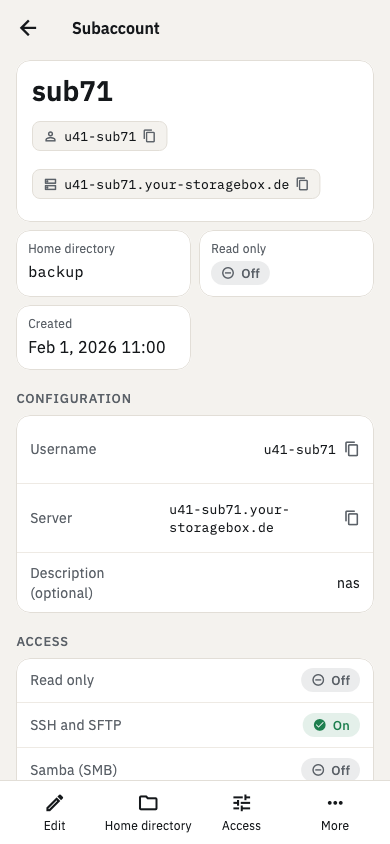 Subaccount
sub71
u41-sub71
u41-sub71.your-storagebox.de
Home directory
backup
Read only
Off
Created
Feb 1, 2026 11:00
CONFIGURATION
Username
u41-sub71
Server
u41-sub71.your-
storagebox.de
Description
(optional)
nas
ACCESS
Read only
Off
SSH and SFTP
On
Samba (SMB)
Off
Edit
Home directory
Access
More